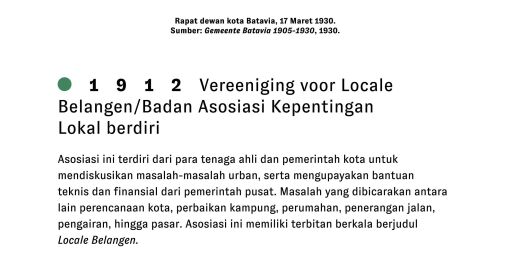 Rapat dewan kota Batavia, 17 Maret 1930.
Sumber: Gemeente Batavia 1905-1930, 1930.
1912 Vereeniging voor Locale
Belangen/Badan Asosiasi Kepentingan
Lokal berdiri
Asosiasi ini terdiri dari para tenaga ahli dan pemerintah kota untuk
mendiskusikan masalah-masalah urban, serta mengupayakan bantuan
teknis dan finansial dari pemerintah pusat. Masalah yang dibicarakan antara
lain perencanaan kota, perbaikan kampung, perumahan, penerangan jalan,
pengairan, hingga pasar. Asosiasi ini memiliki terbitan berkala berjudul
Locale Belangen.